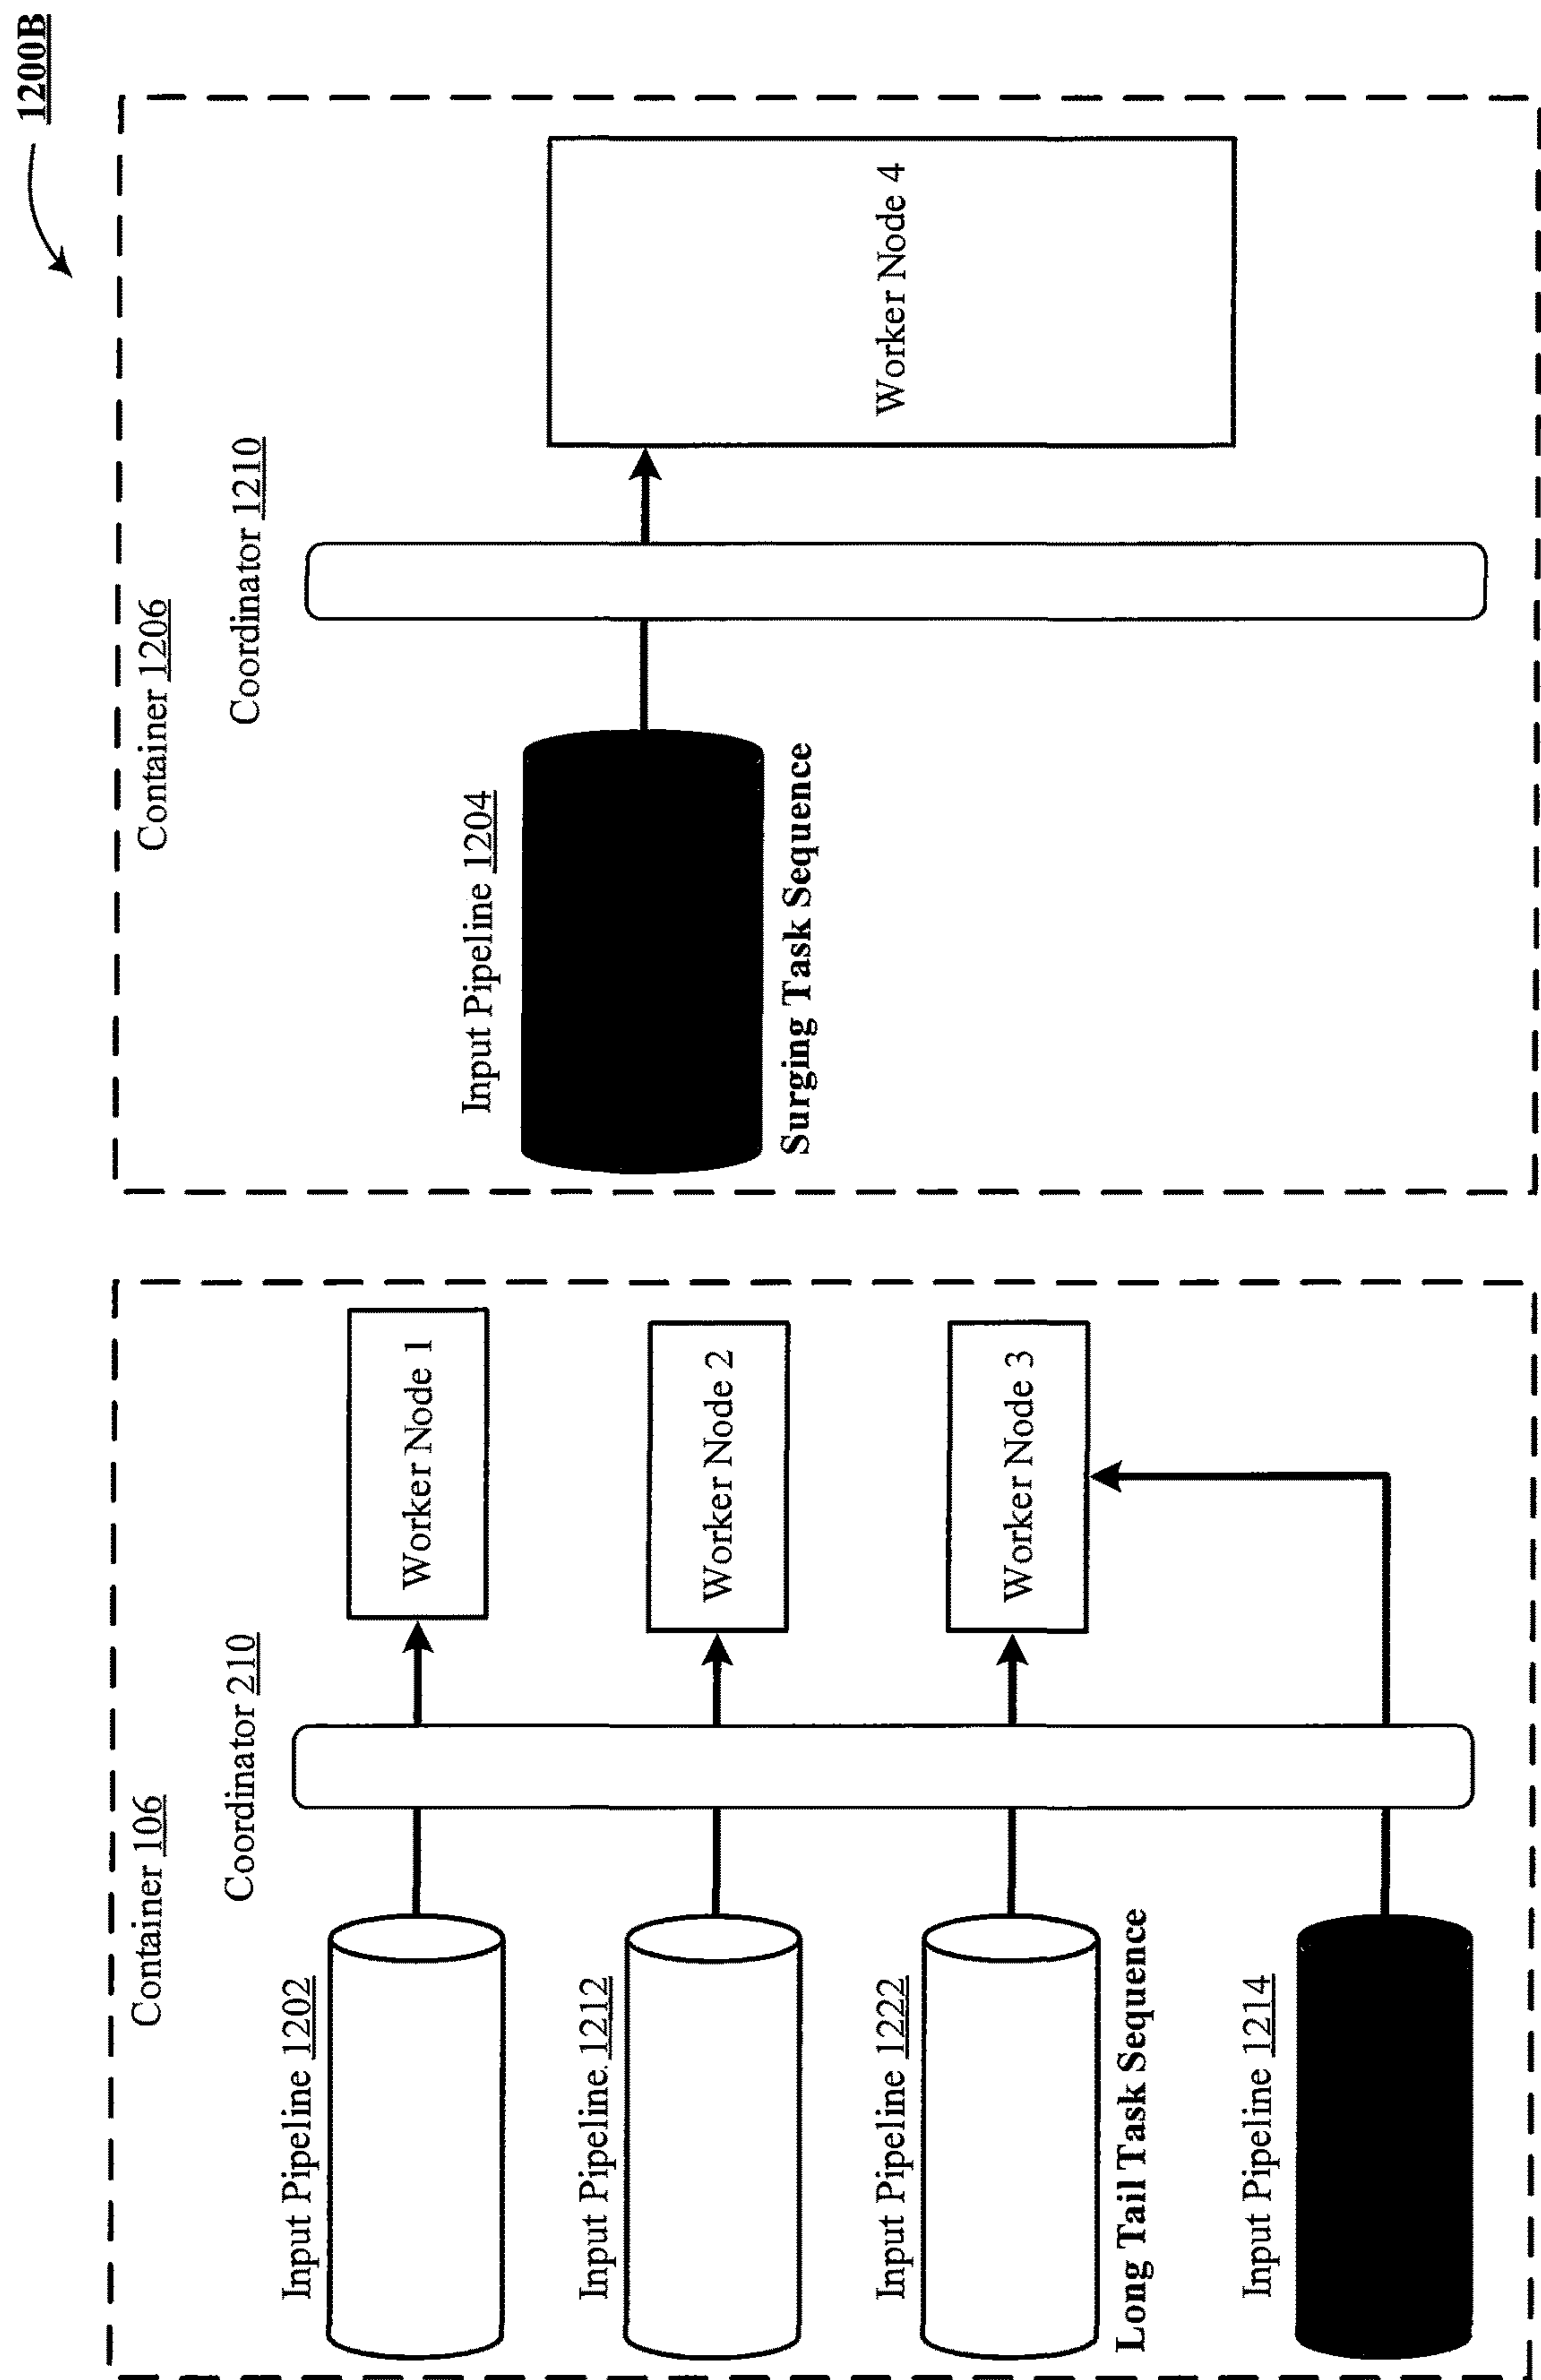 1200B
Container 106
Coordinator 210
Input Pipeline 1202
Worker Node 1
Input Pipeline. 1212
Worker Node 2
Input Pipeline 1222
Worker Node 3
Long Tail Task Sequence
Input Pipeline 1214
Container 1206
Coordinator 1210
Input Pipeline 1204
Worker Node 4
Surging Task Sequence